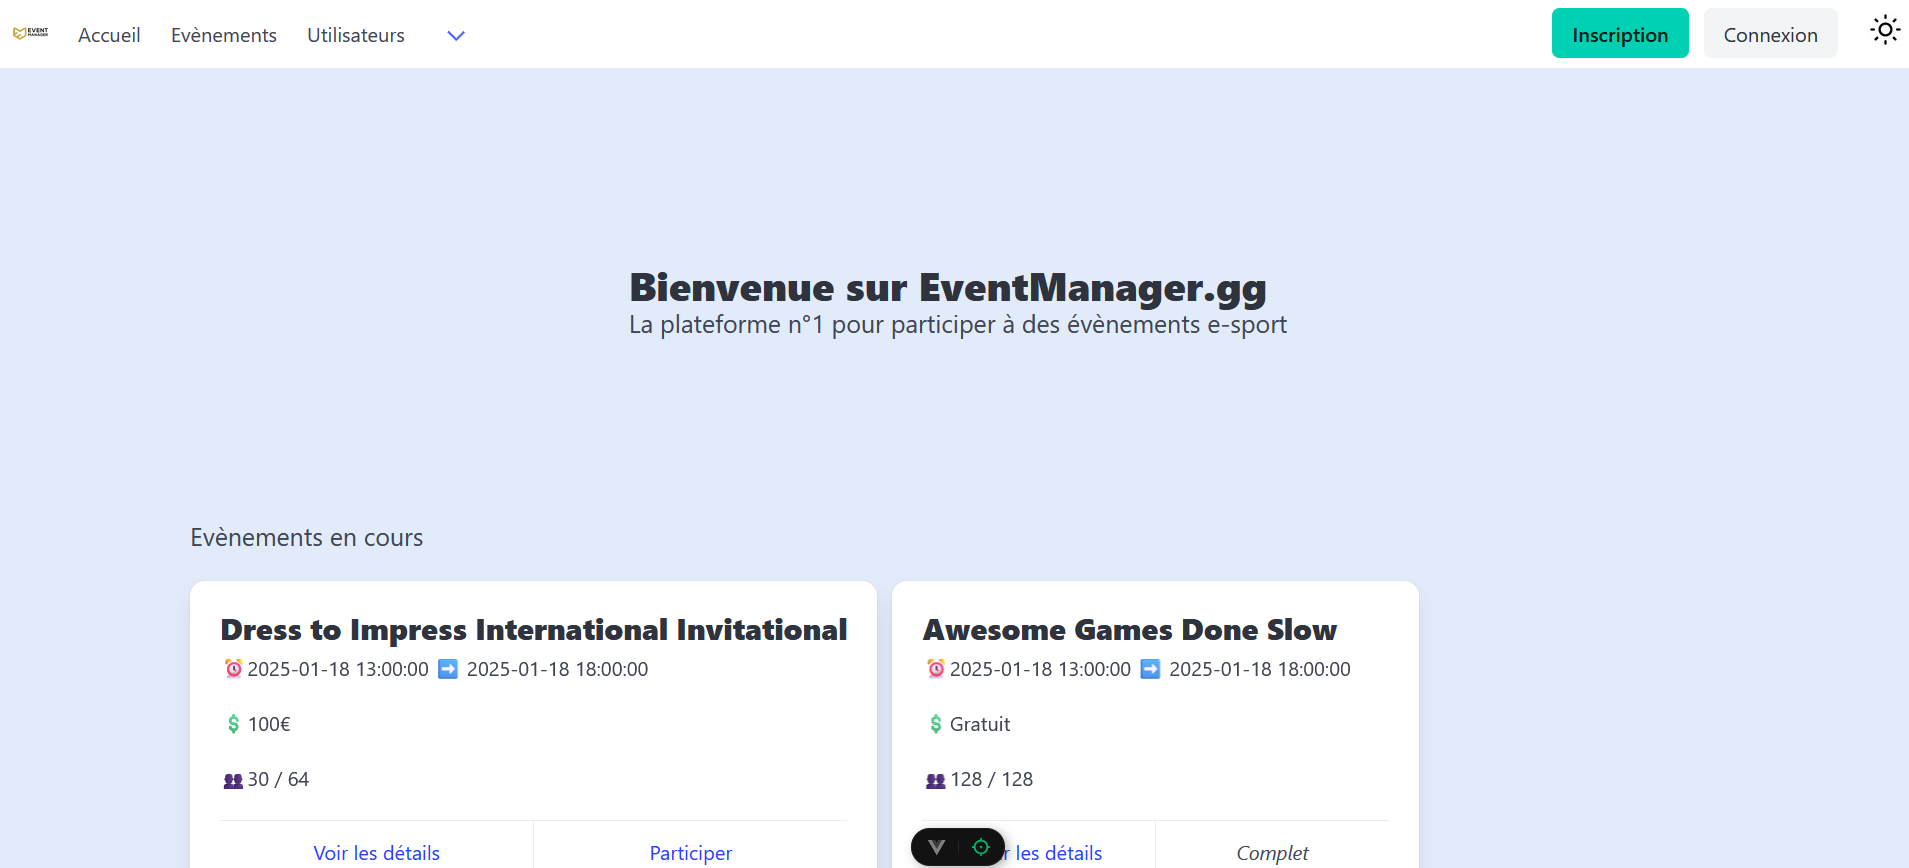 EVENT
MANAGER
Accueil
Evènements
Utilisateurs
Inscription
Connexion
Bienvenue sur EventManager.gg
La plateforme n°1 pour participer à des évènements e-sport
Evènements en cours
Dress to Impress International Invitational
⏰ 2025-01-18 13:00:00 ➡️ 2025-01-18 18:00:00
💲 100€
👥 30 / 64
Voir les détails
Participer
Awesome Games Done Slow
⏰ 2025-01-18 13:00:00 ➡️ 2025-01-18 18:00:00
💲 Gratuit
👥 128 / 128
r les détails
Complet